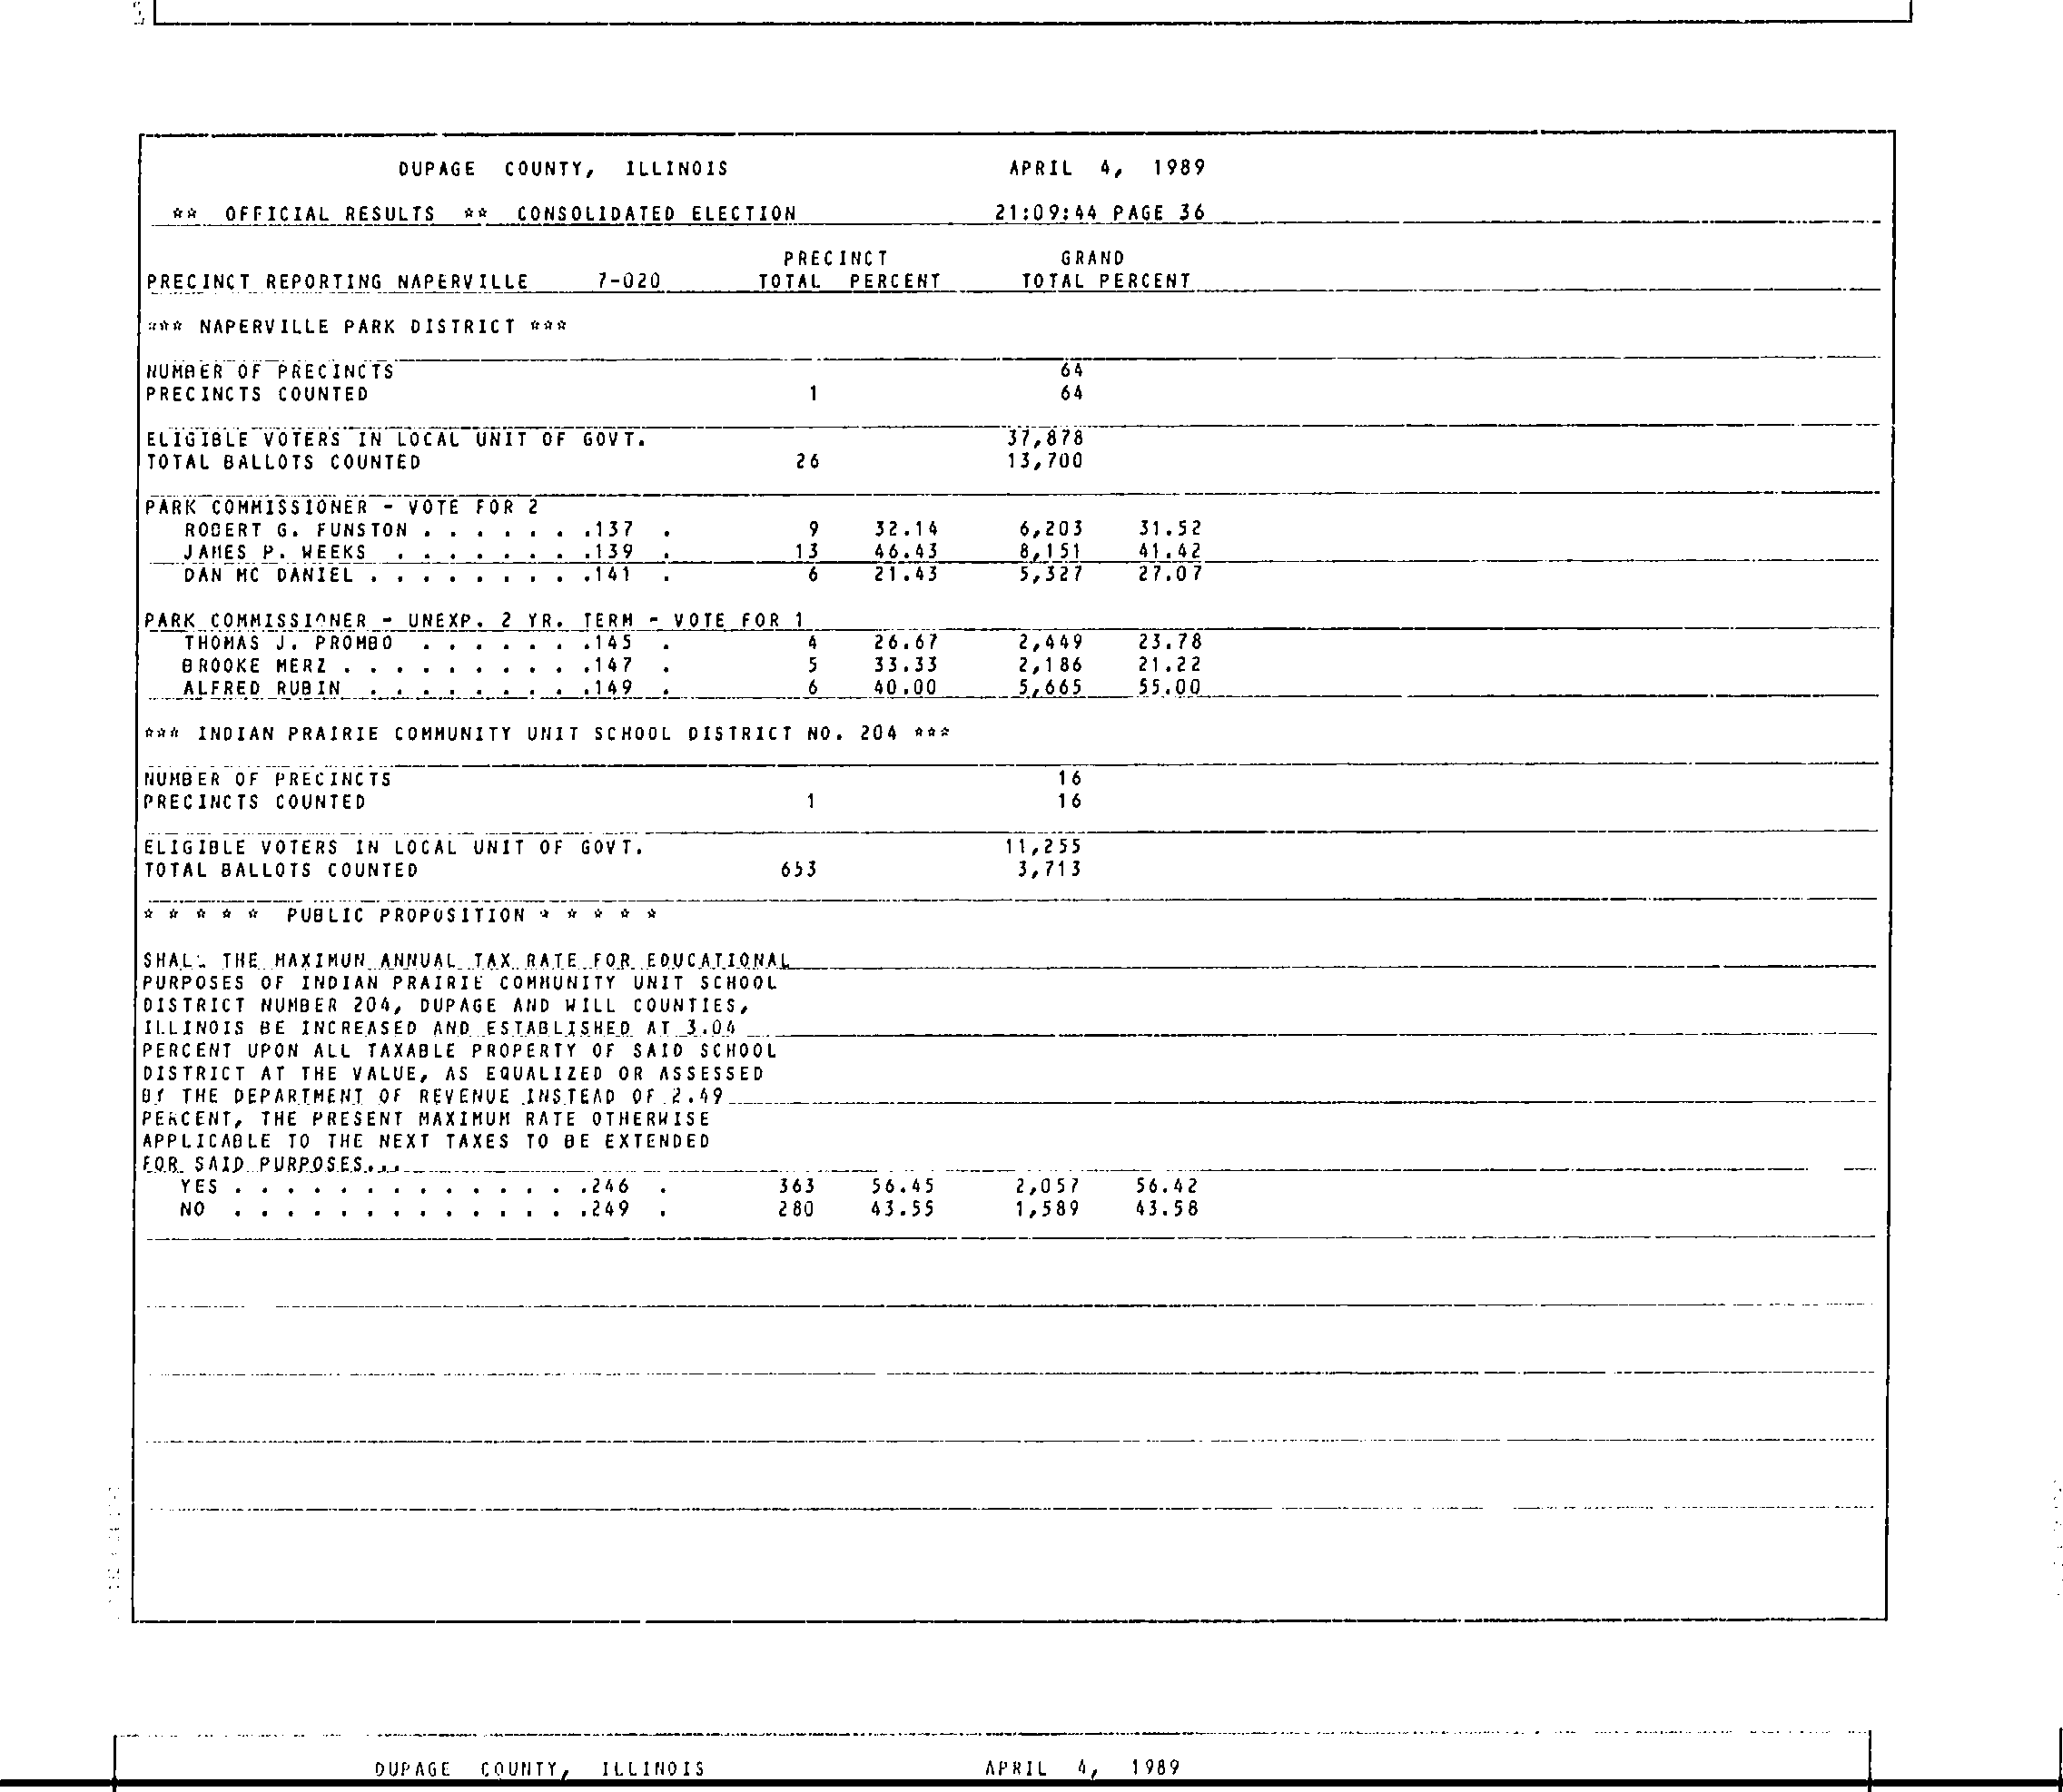 DUPAGE COUNTY, ILLINOIS APRIL 4, 1989
** OFFICIAL RESULTS ** CONSOLIDATED ELECTION 21:09:44 PAGE 36
PRECINCT GRAND
PRECINCT REPORTING NAPERVILLE 7-020 TOTAL PERCENT TOTAL PERCENT
*** NAPERVILLE PARK DISTRICT ***
NUMBER OF PRECINCTS 64
PRECINCTS COUNTED 1 64
ELIGIBLE VOTERS IN LOCAL UNIT OF GOVT. 37,878
TOTAL BALLOTS COUNTED 26 13,700
PARK COMMISSIONER - VOTE FOR 2
ROBERT G. FUNSTON . . . . . . .137 . 9 32.14 6,203 31.52
JAMES P. WEEKS . . . . . . . .139 . 13 46.43 8,151 41.42
DAN MC DANIEL . . . . . . . . .141 . 6 21.43 5,327 27.07
PARK COMMISSIONER - UNEXP. 2 YR. TERM - VOTE FOR 1
THOMAS J. PROMBO . . . . . . .145 . 4 26.67 2,449 23.78
BROOKE MERZ . . . . . . . . . .147 . 5 33.33 2,186 21.22
ALFRED RUBIN . . . . . . . . .149 . 6 40.00 5,665 55.00
*** INDIAN PRAIRIE COMMUNITY UNIT SCHOOL DISTRICT NO. 204 ***
NUMBER OF PRECINCTS 16
PRECINCTS COUNTED 1 16
ELIGIBLE VOTERS IN LOCAL UNIT OF GOVT. 11,255
TOTAL BALLOTS COUNTED 653 3,713
* * * * * PUBLIC PROPOSITION * * * * *
SHALL THE MAXIMUN ANNUAL TAX RATE FOR EDUCATIONAL
PURPOSES OF INDIAN PRAIRIE COMMUNITY UNIT SCHOOL
DISTRICT NUMBER 204, DUPAGE AND WILL COUNTIES,
ILLINOIS BE INCREASED AND ESTABLISHED AT 3.04
PERCENT UPON ALL TAXABLE PROPERTY OF SAID SCHOOL
DISTRICT AT THE VALUE, AS EQUALIZED OR ASSESSED
BY THE DEPARTMENT OF REVENUE INSTEAD OF 2.49
PERCENT, THE PRESENT MAXIMUM RATE OTHERWISE
APPLICABLE TO THE NEXT TAXES TO BE EXTENDED
FOR SAID PURPOSES...
YES . . . . . . . . . . . . . .246 . 363 56.45 2,057 56.42
NO . . . . . . . . . . . . . .249 . 280 43.55 1,589 43.58
DUPAGE COUNTY, ILLINOIS APRIL 4, 1989